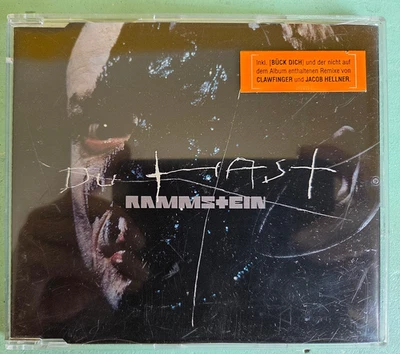 Inkl. [BÜCK DICH] und der nicht auf
dem Album enthaltenen Remixe von
CLAWFINGER und JACOB HELLNER.
DU HAST
RAMMSTEIN